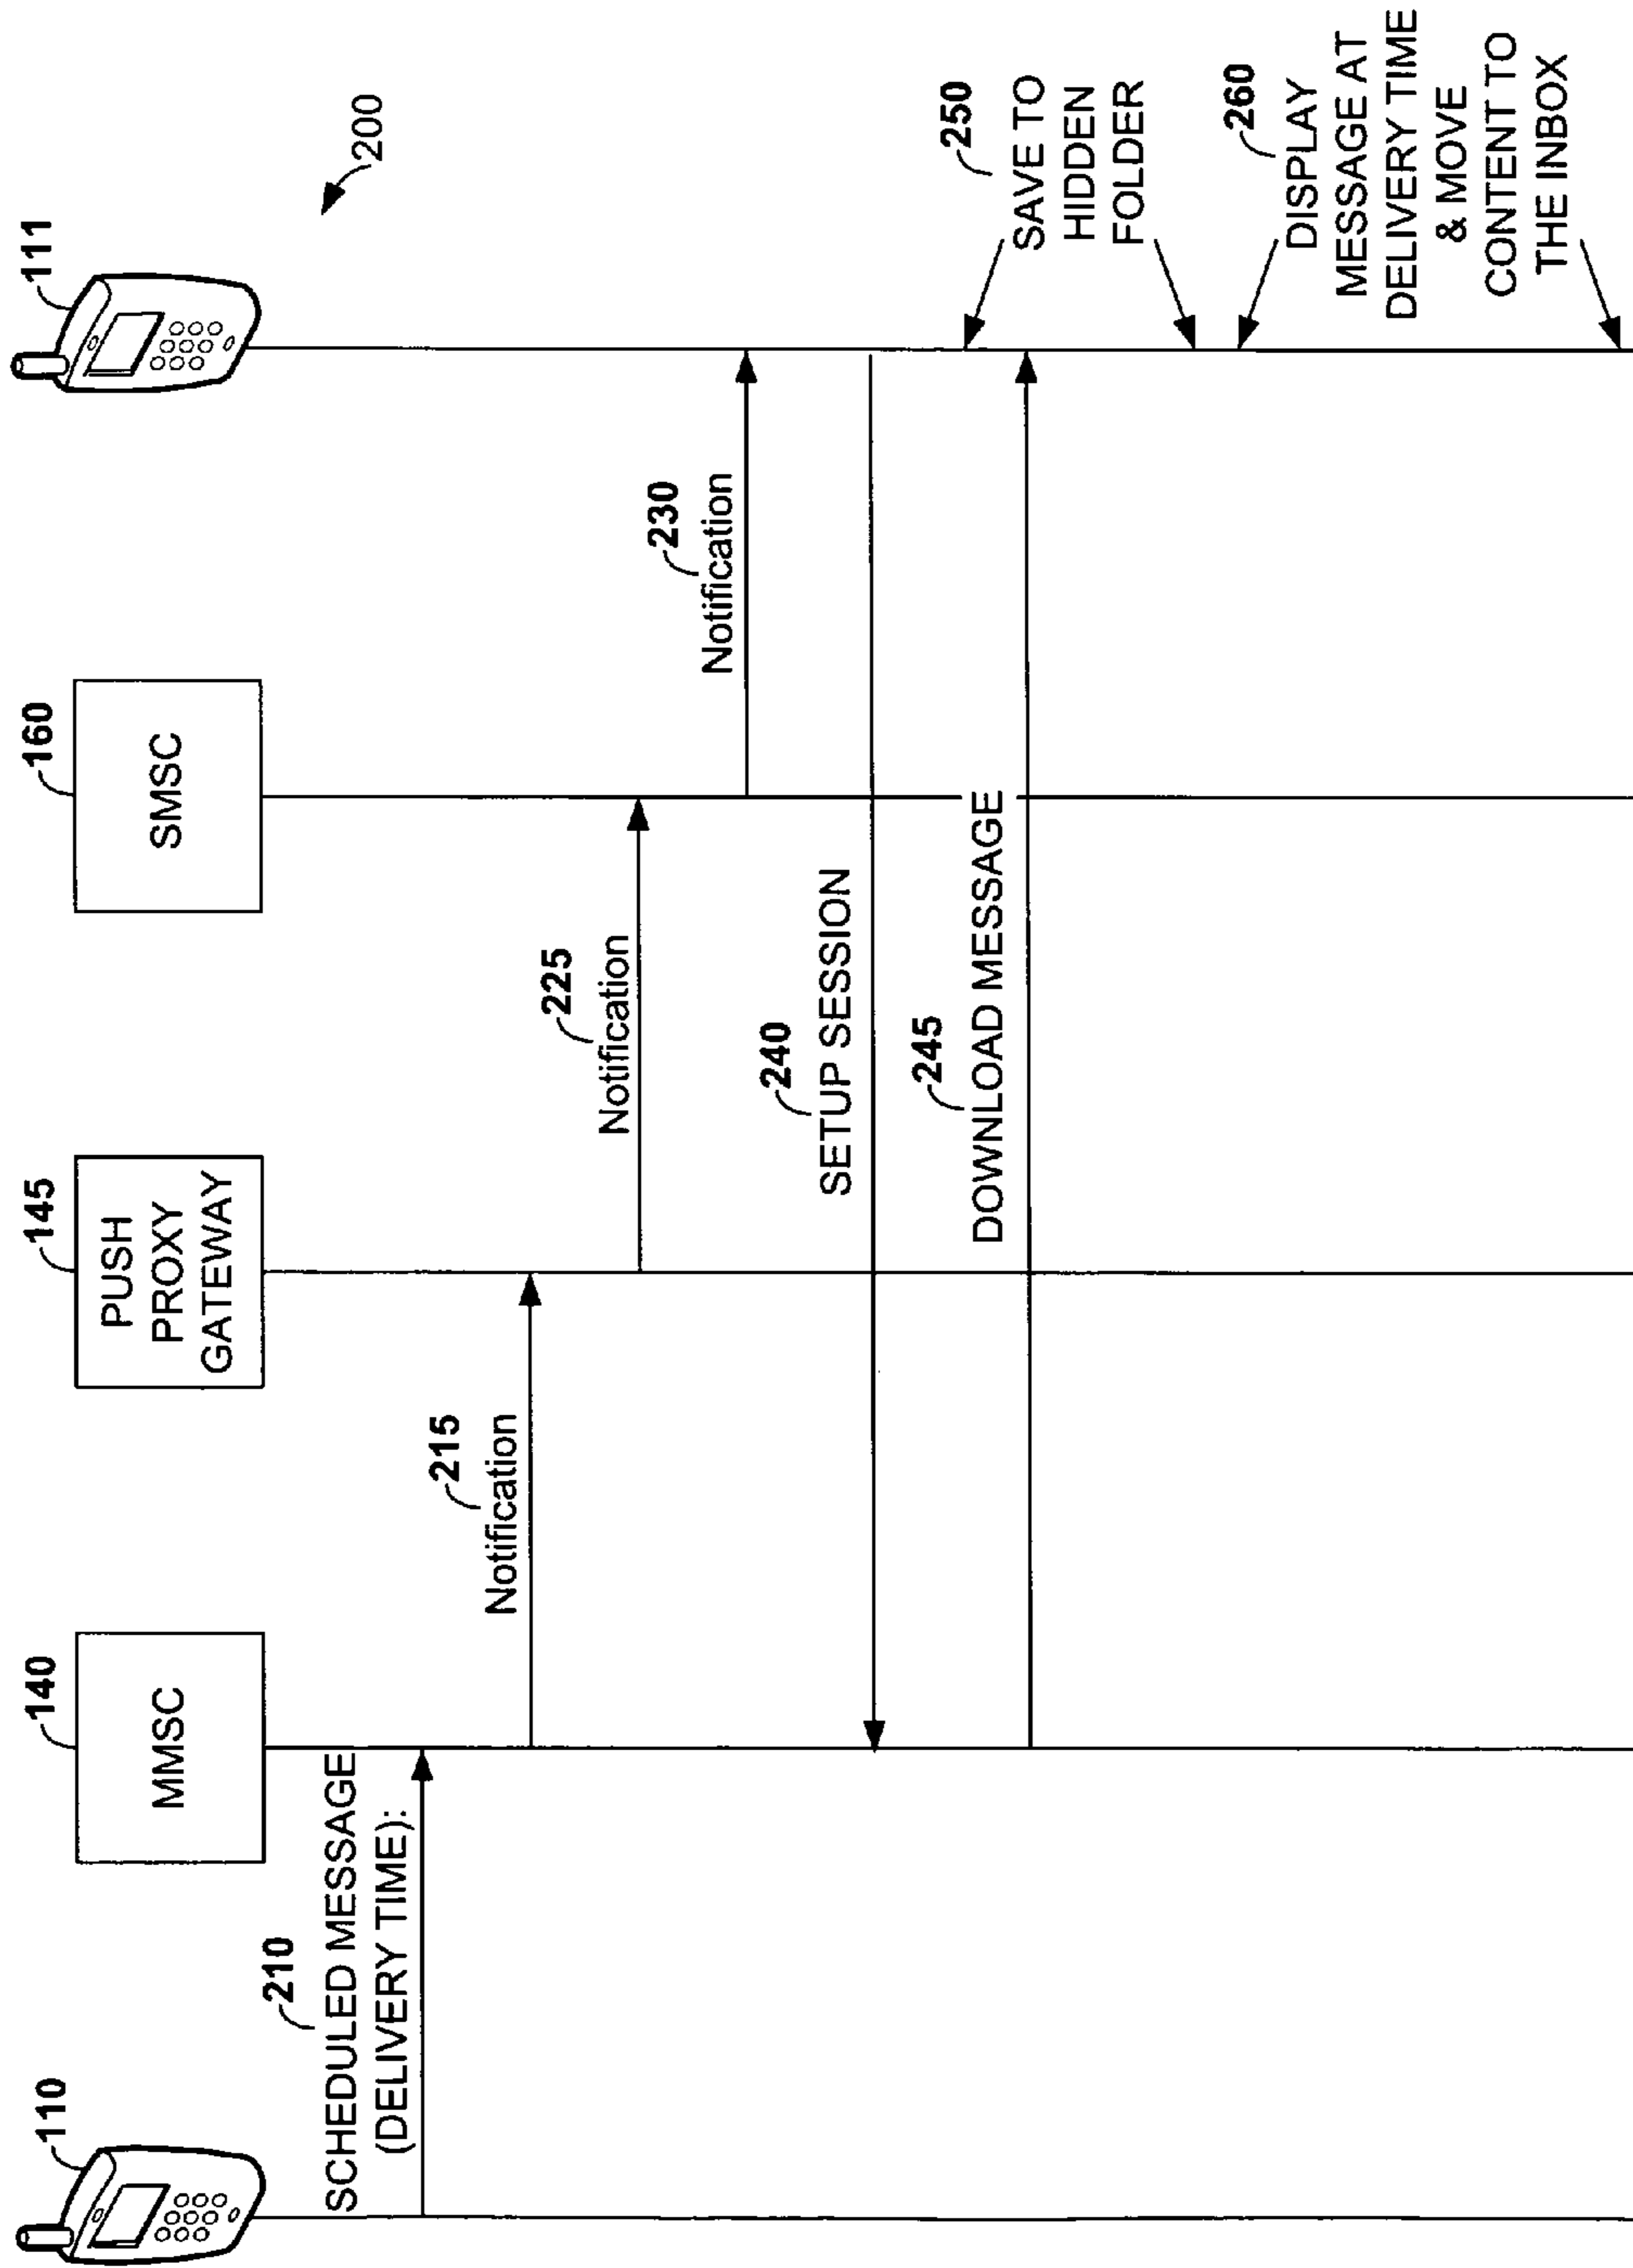 110
140
145
160
111
MMSC
PUSH
PROXY
GATEWAY
SMSC
200
210
SCHEDULED MESSAGE
(DELIVERY TIME):
215
Notification
225
Notification
230
Notification
240
SETUP SESSION
245
DOWNLOAD MESSAGE
250
SAVE TO
HIDDEN
FOLDER
260
DISPLAY
MESSAGE AT
DELIVERY TIME
& MOVE
CONTENT TO
THE INBOX